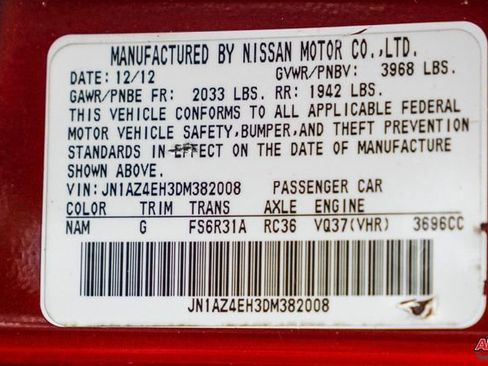 MANUFACTURED BY NISSAN MOTOR CO., LTD.
DATE: 12/12 GVWR/PNBV: 3968 LBS.
GAWR/PNBE FR: 2033 LBS. RR: 1942 LBS.
THIS VEHICLE CONFORMS TO ALL APPLICABLE FEDERAL
MOTOR VEHICLE SAFETY, BUMPER, AND THEFT PREVENTION
STANDARDS IN EFFECT ON THE DATE OF MANUFACTURE
SHOWN ABOVE.
VIN: JN1AZ4EH3DM382008 PASSENGER CAR
COLOR TRIM TRANS AXLE ENGINE
NAM G FS6R31A RC36 VQ37(VHR) 3696CC
JN1AZ4EH3DM382008